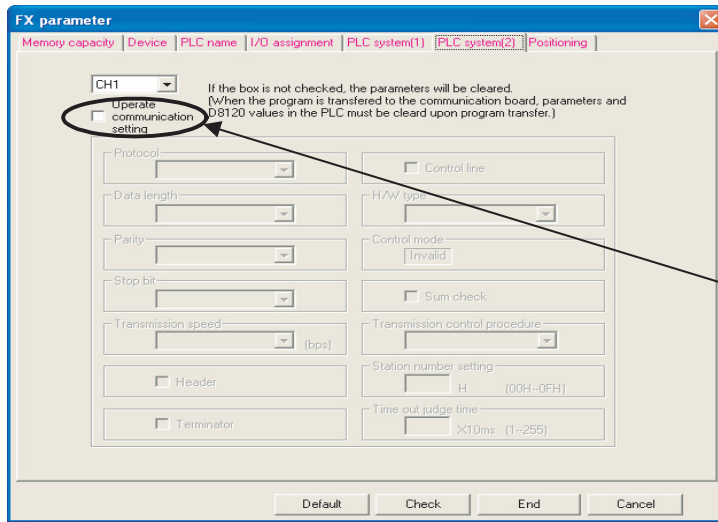 FX parameter
Memory capacity Device PLC name I/O assignment PLC system(1) PLC system(2) Positioning
CH1
If the box is not checked, the parameters will be cleared.
(When the program is transfered to the communication board, parameters and
D8120 values in the PLC must be cleard upon program transfer.)
Operate
communication
setting
Protocol
Control line
Data length
H/W type
Parity
Control mode
Invalid
Stop bit
Sum check
Transmission speed
(bps)
Transmission control procedure
Header
Station number setting
H (00H--0FH)
Terminator
Time out judge time
X10ms (1--255)
Default Check End Cancel